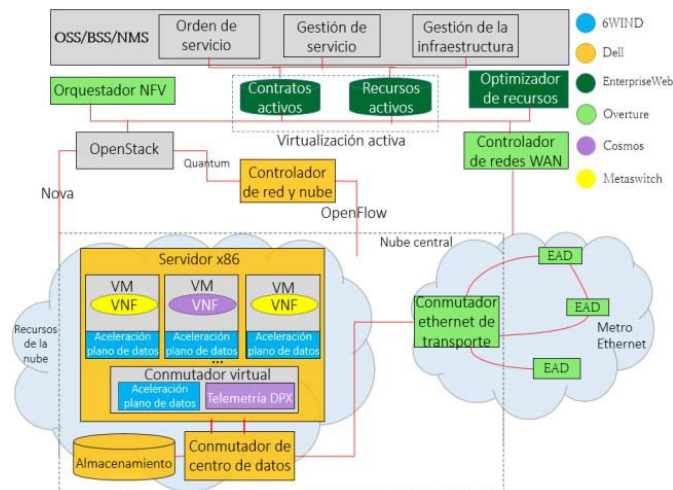 OSS/BSS/NMS
Orden de
servicio
Gestión de
servicio
Gestión de la
infraestructura
6WIND
Dell
EnterpriseWeb
Overture
Cosmos
Metaswitch
Orquestador NFV
Contratos
activos
Recursos
activos
Optimizador
de recursos
Virtualización activa
OpenStack
Quantum
Controlador
de red y nube
Controlador
de redes WAN
Nova
OpenFlow
Nube central
Servidor x86
VM
VNF
VM
VNF
VM
VNF
Aceleración
plano de datos
Aceleración
plano de datos
Aceleración
plano de datos
...
Conmutador virtual
Aceleración
plano de datos
Telemetría DPX
Recursos
de la
nube
Almacenamiento
Conmutador de
centro de datos
Conmutador
ethernet de
transporte
EAD
EAD
EAD
Metro
Ethernet